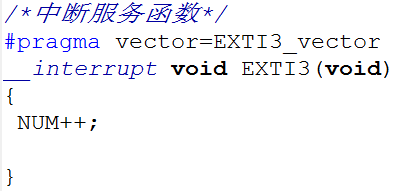 /*中断服务函数*/
#pragma vector=EXTI3_vector
__interrupt void EXTI3(void)
{
NUM++;
}